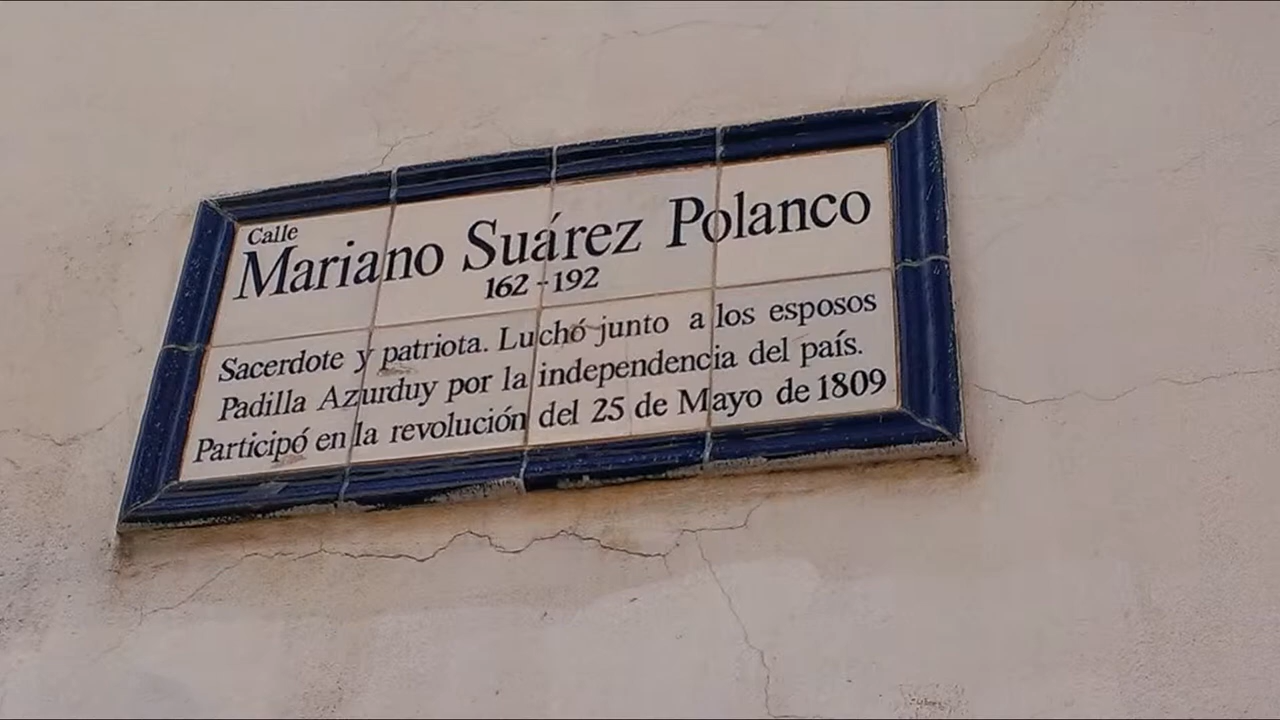 Calle
Mariano Suárez Polanco
162 - 192
Sacerdote y patriota. Luchó junto a los esposos
Padilla Azurduy por la independencia del país.
Participó en la revolución del 25 de Mayo de 1809